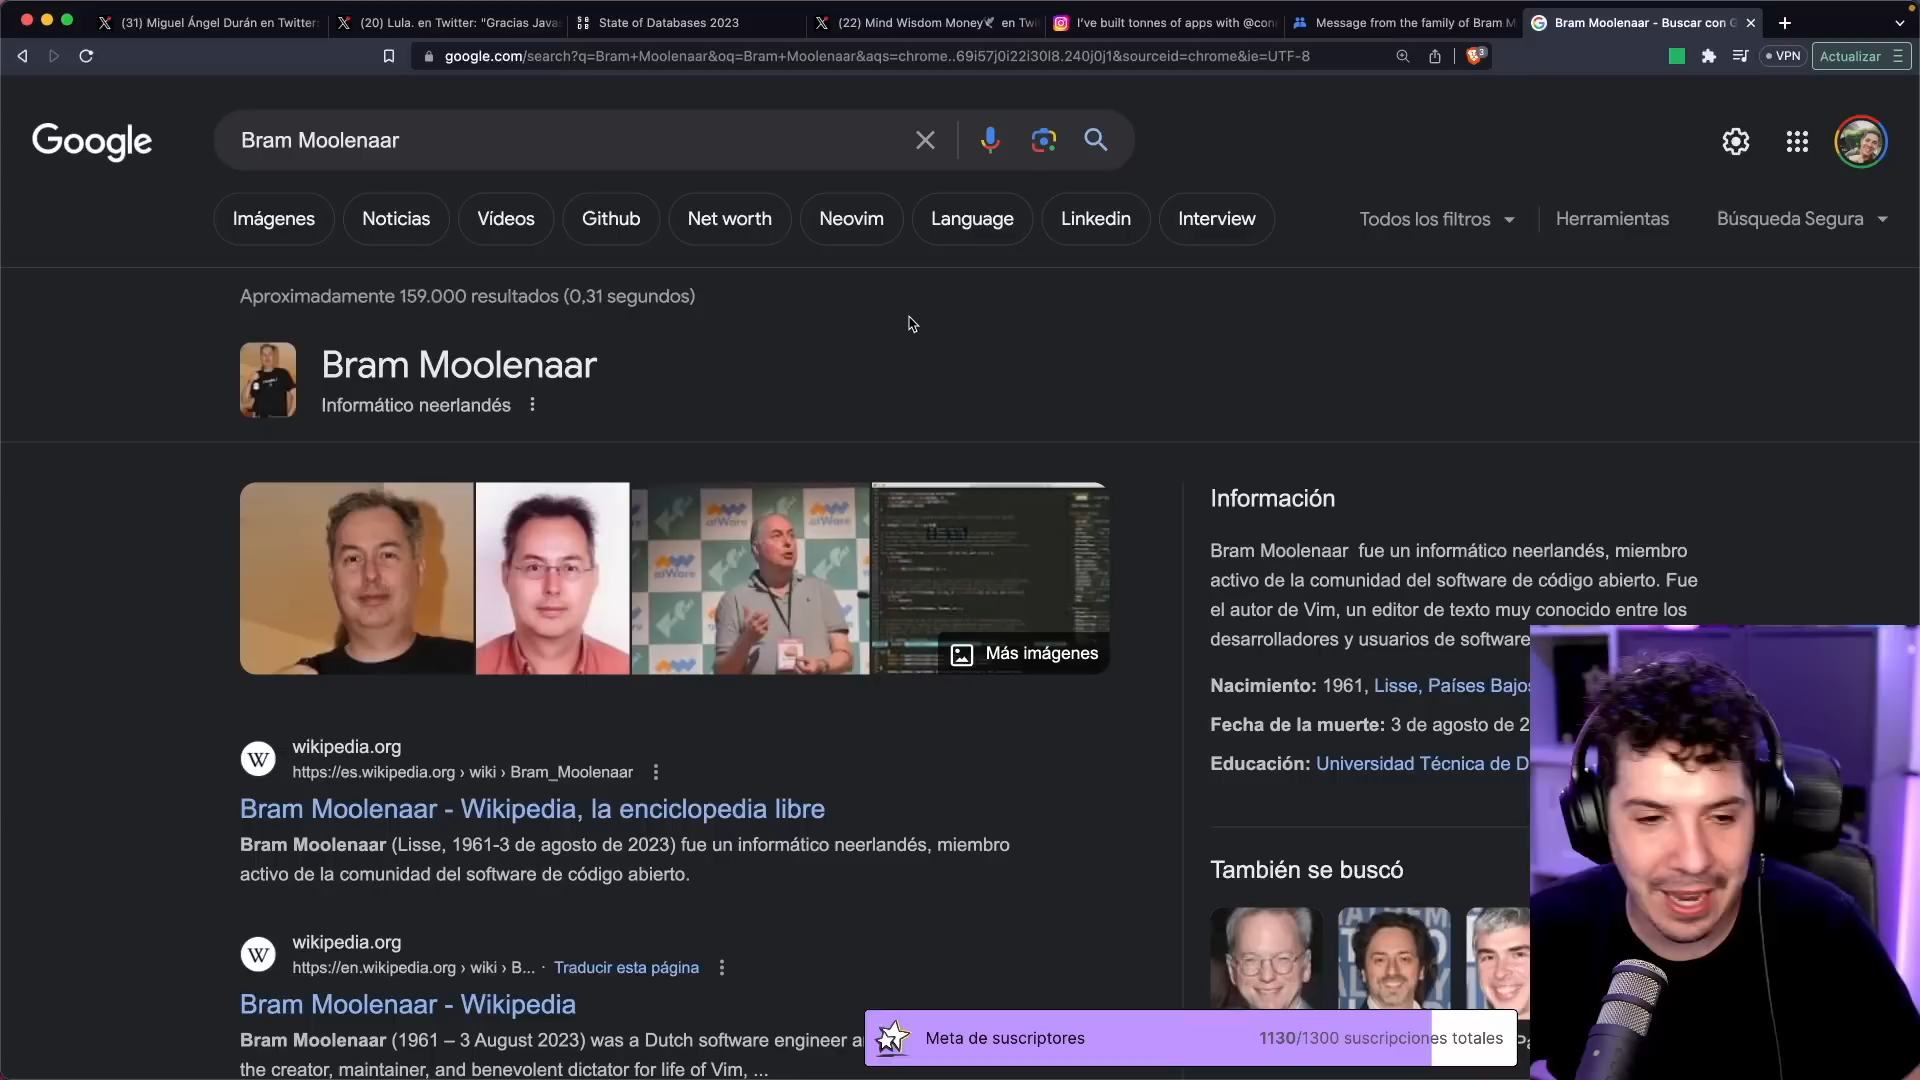 (31) Miguel Ángel Durán en Twitter:
(20) Lula. en Twitter: "Gracias Java
State of Databases 2023
(22) Mind Wisdom Money🕊 en Twi
I've built tonnes of apps with @con
Message from the family of Bram M
Bram Moolenaar - Buscar con G
google.com/search?q=Bram+Moolenaar&oq=Bram+Moolenaar&aqs=chrome..69i57j0i22i30l8.240j0j1&sourceid=chrome&ie=UTF-8
3
VPN
Actualizar
Google
Bram Moolenaar
Imágenes
Noticias
Vídeos
Github
Net worth
Neovim
Language
Linkedin
Interview
Todos los filtros
Herramientas
Búsqueda Segura
Aproximadamente 159.000 resultados (0,31 segundos)
Bram Moolenaar
Informático neerlandés
atWare
atWare
atWare
Más imágenes
wikipedia.org
https://es.wikipedia.org › wiki › Bram_Moolenaar
Bram Moolenaar - Wikipedia, la enciclopedia libre
Bram Moolenaar (Lisse, 1961-3 de agosto de 2023) fue un informático neerlandés, miembro
activo de la comunidad del software de código abierto.
wikipedia.org
https://en.wikipedia.org › wiki › B... · Traducir esta página
Bram Moolenaar - Wikipedia
Bram Moolenaar (1961 – 3 August 2023) was a Dutch software engineer a
the creator, maintainer, and benevolent dictator for life of Vim, ...
Información
Bram Moolenaar fue un informático neerlandés, miembro
activo de la comunidad del software de código abierto. Fue
el autor de Vim, un editor de texto muy conocido entre los
desarrolladores y usuarios de software
Nacimiento: 1961, Lisse, Países Bajos
Fecha de la muerte: 3 de agosto de 2
Educación: Universidad Técnica de D
También se buscó
Meta de suscriptores
1130/1300 suscripciones totales